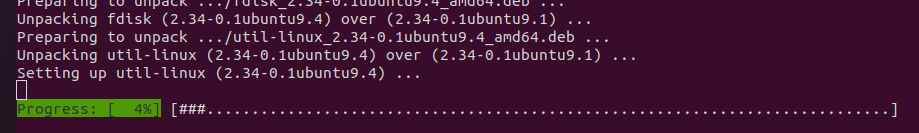 Preparing to unpack .../fdisk_2.34-0.1ubuntu9.4_amd64.deb ...
Unpacking fdisk (2.34-0.1ubuntu9.4) over (2.34-0.1ubuntu9.1) ...
Preparing to unpack .../util-linux_2.34-0.1ubuntu9.4_amd64.deb ...
Unpacking util-linux (2.34-0.1ubuntu9.4) over (2.34-0.1ubuntu9.1) ...
Setting up util-linux (2.34-0.1ubuntu9.4) ...
Progress: [  4%] [###..............................................................................]